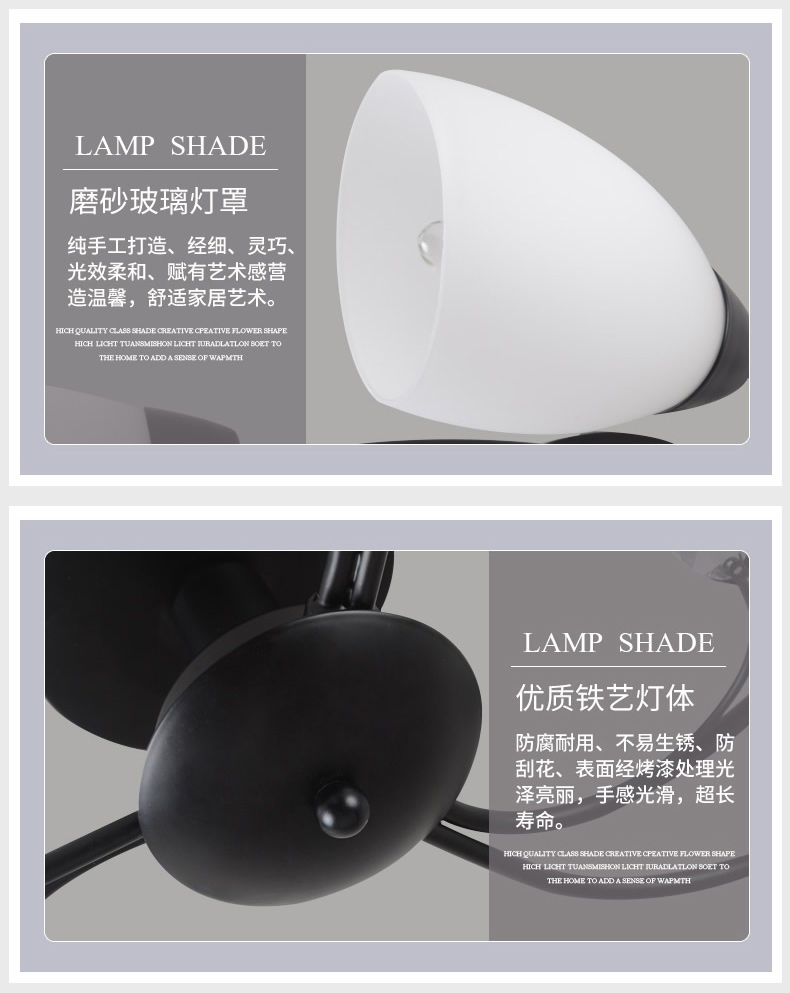 LAMP SHADE
磨砂玻璃灯罩
纯手工打造、经细、灵巧、
光效柔和、赋有艺术感营
造温馨，舒适家居艺术。
HICH QUALITY CLASS SHADE CREATIVE CPEATIVE FLOWER SHAPE
HICH LICHT TUANSMISHON LICHT IURADLATLON SOET TO
THE HOME TO ADD A SENSE OF WAPMTH
LAMP SHADE
优质铁艺灯体
防腐耐用、不易生锈、防
刮花、表面经烤漆处理光
泽亮丽，手感光滑，超长
寿命。
HICH QUALITY CLASS SHADE CREATIVE CPEATIVE FLOWER SHAPE
HICH LICHT TUANSMISHON LICHT IURADLATLON SOET TO
THE HOME TO ADD A SENSE OF WAPMTH